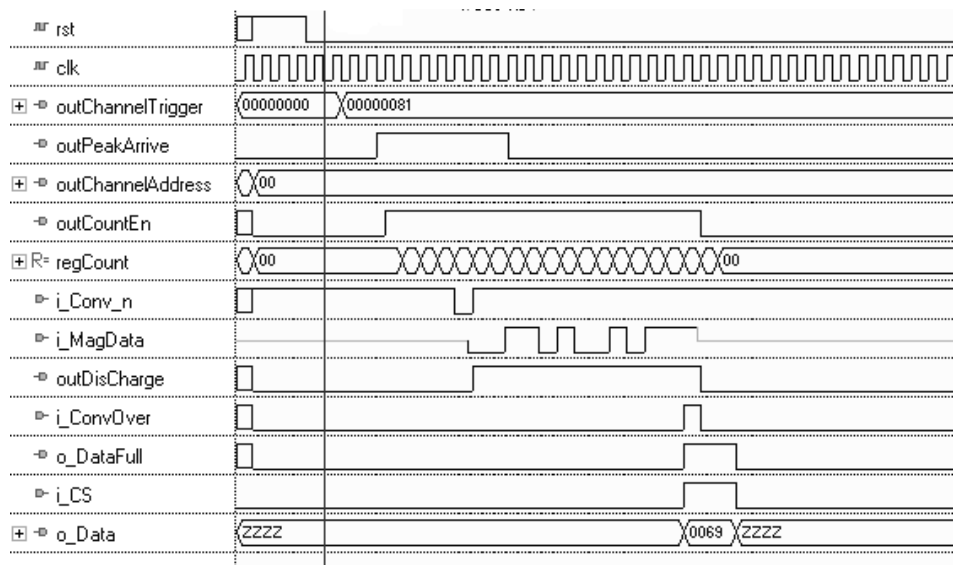 rst
clk
outChannelTrigger 00000000 00000081
outPeakArrive
outChannelAddress 00
outCountEn
R= regCount 00 00
i_Conv_n
i_MagData
outDisCharge
i_ConvOver
o_DataFull
i_CS
o_Data ZZZZ 0069 ZZZZ